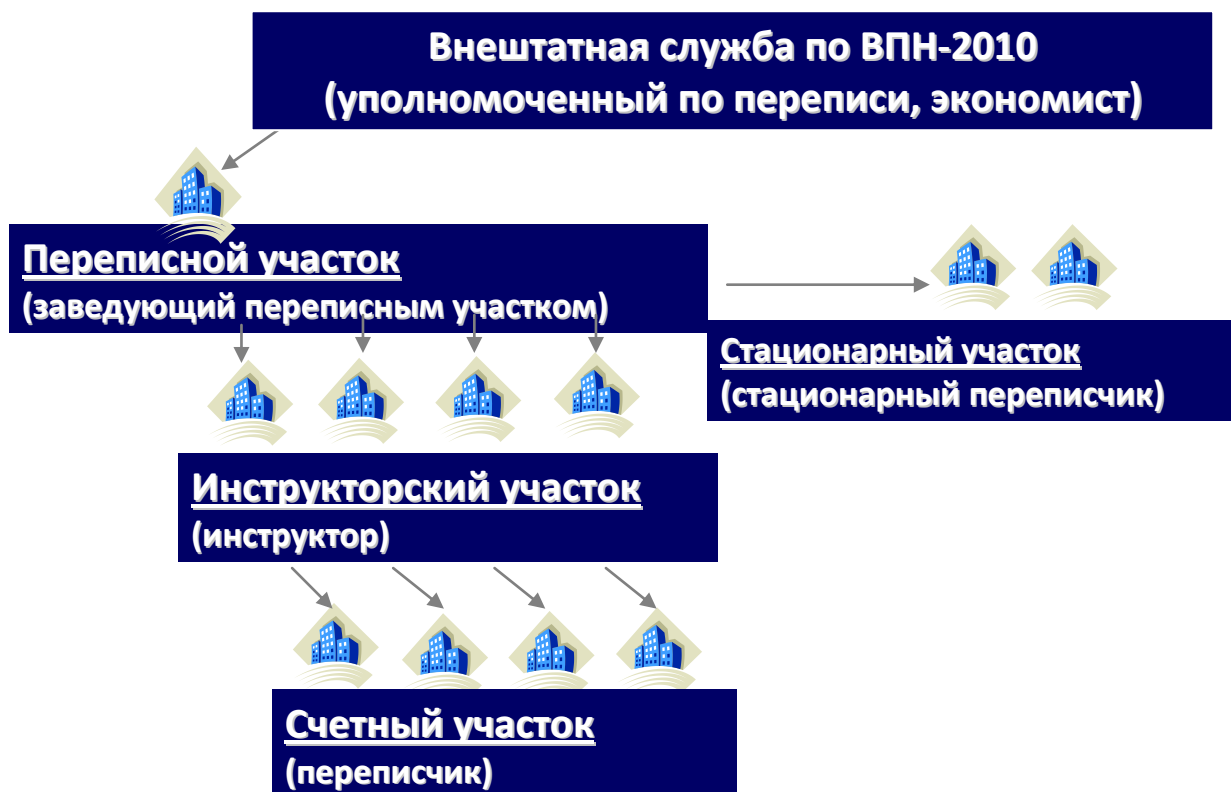 Внештатная служба по ВПН-2010
(уполномоченный по переписи, экономист)
Переписной участок
(заведующий переписным участком)
Стационарный участок
(стационарный переписчик)
Инструкторский участок
(инструктор)
Счетный участок
(переписчик)